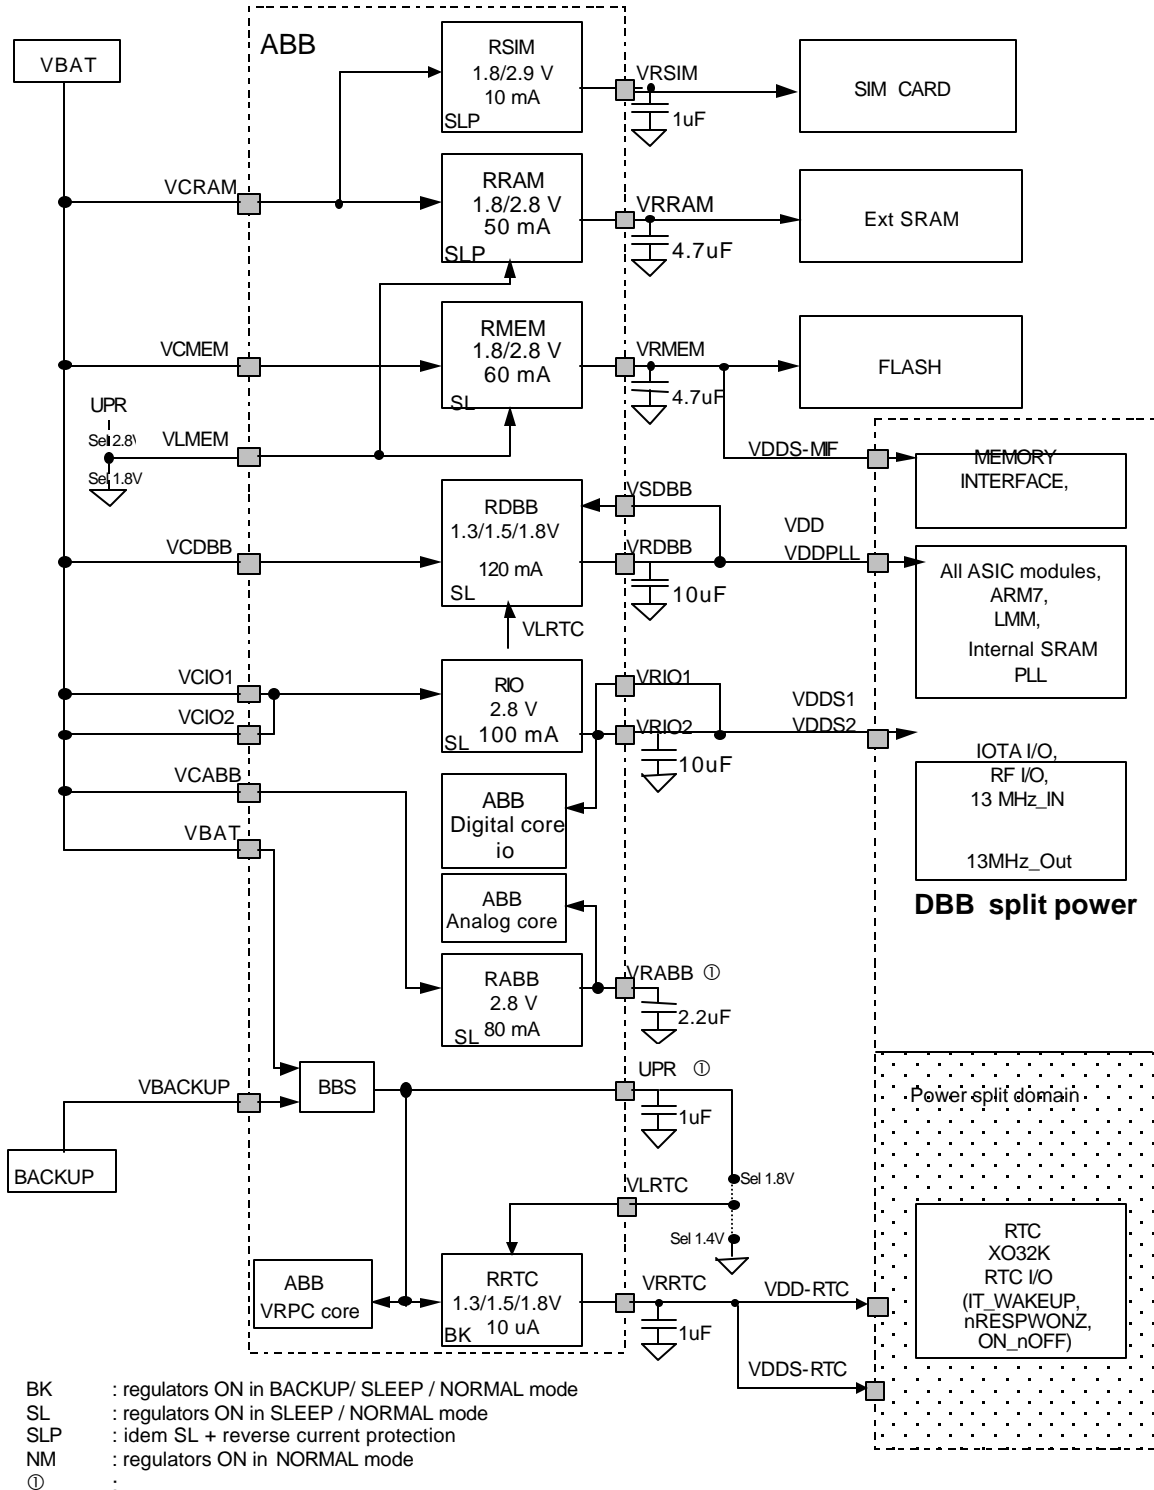 ABB
VBAT
RSIM
1.8/2.9 V
10 mA
SLP
VRSIM
1uF
SIM CARD
VCRAM
RRAM
1.8/2.8 V
50 mA
SLP
VRRAM
4.7uF
Ext SRAM
VCMEM
RMEM
1.8/2.8 V
60 mA
SL
VRMEM
4.7uF
FLASH
UPR
Sel 2.8V
Sel 1.8V
VLMEM
VDDS-MIF
MEMORY
INTERFACE,
RDBB
1.3/1.5/1.8V
120 mA
SL
VSDBB
VCDBB
VRDBB
10uF
VDD
VDDPLL
All ASIC modules,
ARM7,
LMM,
Internal SRAM
PLL
VLRTC
VCIO1
VCIO2
RIO
2.8 V
SL 100 mA
VRIO1
VRIO2
10uF
VDDS1
VDDS2
IOTA I/O,
RF I/O,
13 MHz_IN
13MHz_Out
DBB split power
VCABB
VBAT
ABB
Digital core
io
ABB
Analog core
RABB
2.8 V
80 mA
SL
VRABB ①
2.2uF
VBACKUP
BBS
UPR ①
1uF
BACKUP
Power split domain
VLRTC
Sel 1.8V
Sel 1.4V
ABB
VRPC core
RRTC
1.3/1.5/1.8V
10 uA
BK
VRRTC
1uF
VDD-RTC
VDDS-RTC
RTC
XO32K
RTC I/O
(IT_WAKEUP,
nRESPWONZ,
ON_nOFF)
BK : regulators ON in BACKUP/ SLEEP / NORMAL mode
SL : regulators ON in SLEEP / NORMAL mode
SLP : idem SL + reverse current protection
NM : regulators ON in NORMAL mode
① :